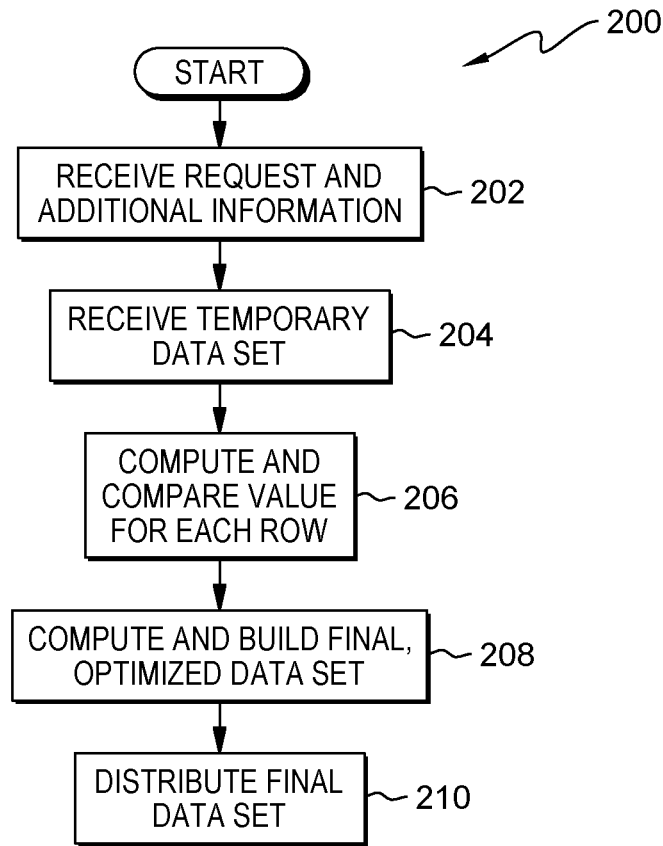 200
START
RECEIVE REQUEST AND
ADDITIONAL INFORMATION
202
RECEIVE TEMPORARY
DATA SET
204
COMPUTE AND
COMPARE VALUE
FOR EACH ROW
206
COMPUTE AND BUILD FINAL,
OPTIMIZED DATA SET
208
DISTRIBUTE FINAL
DATA SET
210